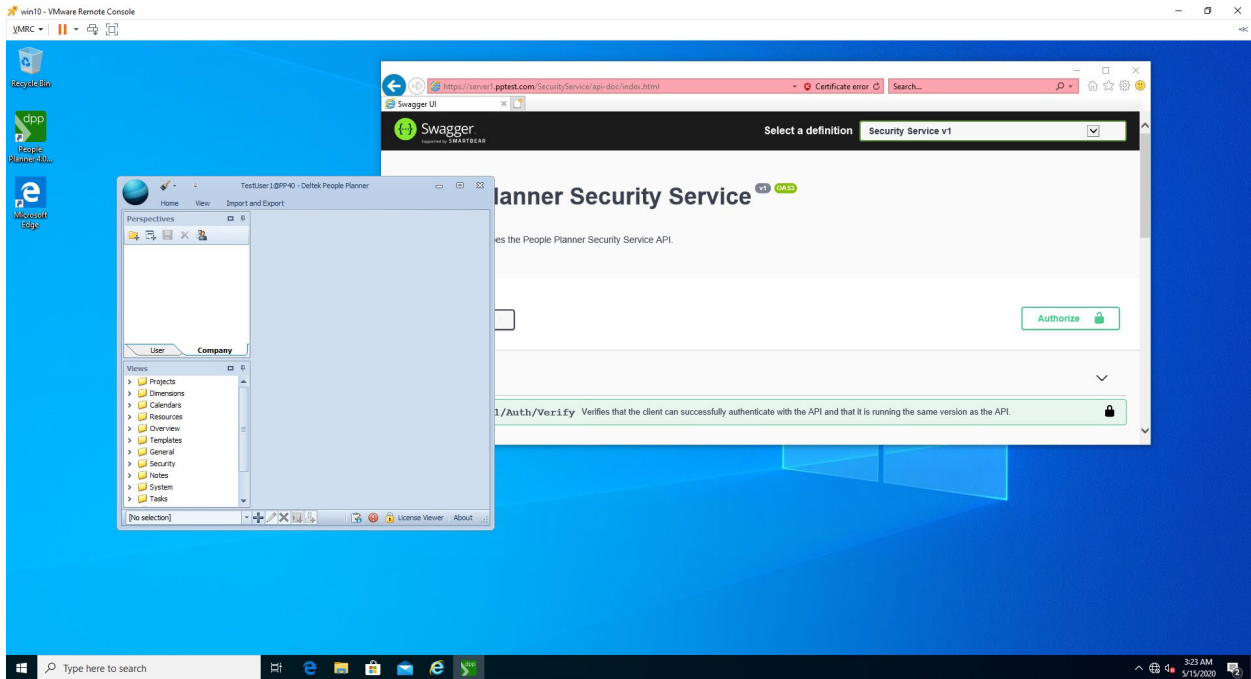 win10 - VMware Remote Console
VMRC
Recycle Bin
dpp
People
Planner 4.0...
Microsoft
Edge
https://server1.pptest.com/SecurityService/api-doc/index.html
Certificate error
Search...
Swagger UI
Swagger.
Supported by SMARTBEAR
Select a definition
Security Service v1
lanner Security Service
v1
OAS3
es the People Planner Security Service API.
Authorize
1/Auth/Verify Verifies that the client can successfully authenticate with the API and that it is running the same version as the API.
TestUser1@PP40 - Deltek People Planner
Home View Import and Export
Perspectives
User Company
Views
Projects
Dimensions
Calendars
Resources
Overview
Templates
General
Security
Notes
System
Tasks
[No selection]
License Viewer About
Type here to search
dpp
3:23 AM
5/15/2020
2